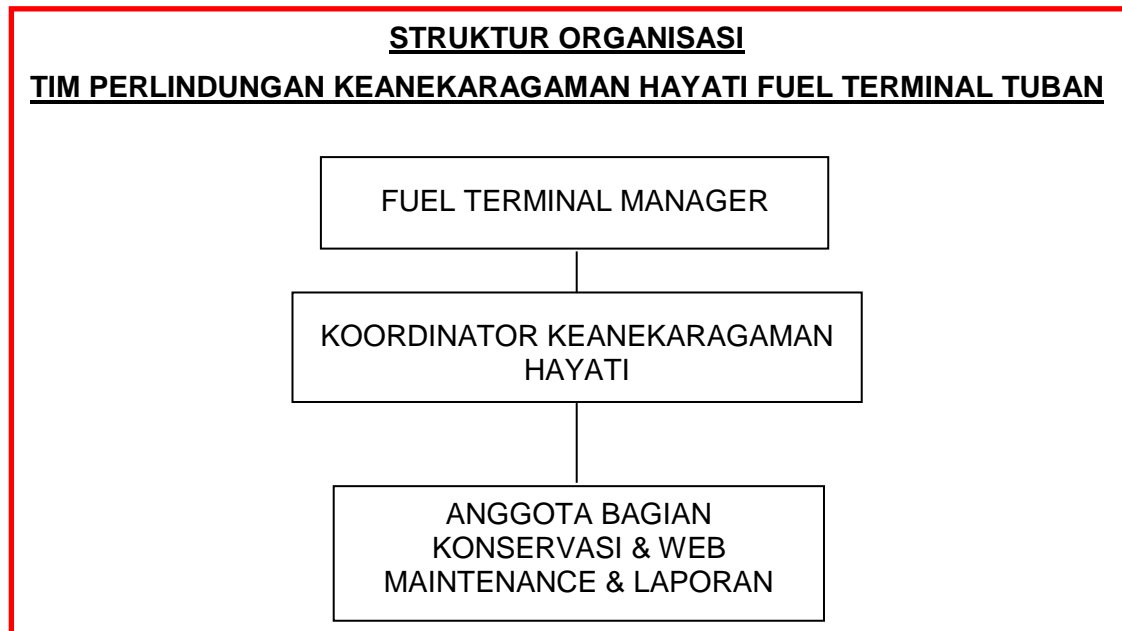 STRUKTUR ORGANISASI
TIM PERLINDUNGAN KEANEKARAGAMAN HAYATI FUEL TERMINAL TUBAN
FUEL TERMINAL MANAGER
KOORDINATOR KEANEKARAGAMAN
HAYATI
ANGGOTA BAGIAN
KONSERVASI & WEB
MAINTENANCE & LAPORAN